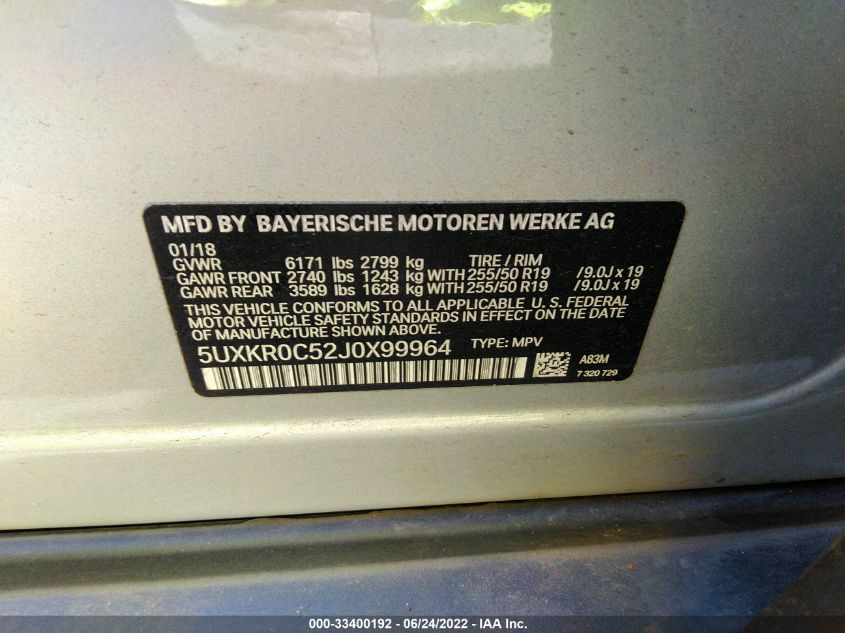 MFD BY BAYERISCHE MOTOREN WERKE AG
01/18
GVWR 6171 lbs 2799 kg TIRE / RIM
GAWR FRONT 2740 lbs 1243 kg WITH 255/50 R19 /9.0J x 19
GAWR REAR 3589 lbs 1628 kg WITH 255/50 R19 /9.0J x 19
THIS VEHICLE CONFORMS TO ALL APPLICABLE U. S. FEDERAL
MOTOR VEHICLE SAFETY STANDARDS IN EFFECT ON THE DATE
OF MANUFACTURE SHOWN ABOVE.
5UXKR0C52J0X99964 TYPE: MPV
A83M
7 320 729
000-33400192 - 06/24/2022 - IAA Inc.